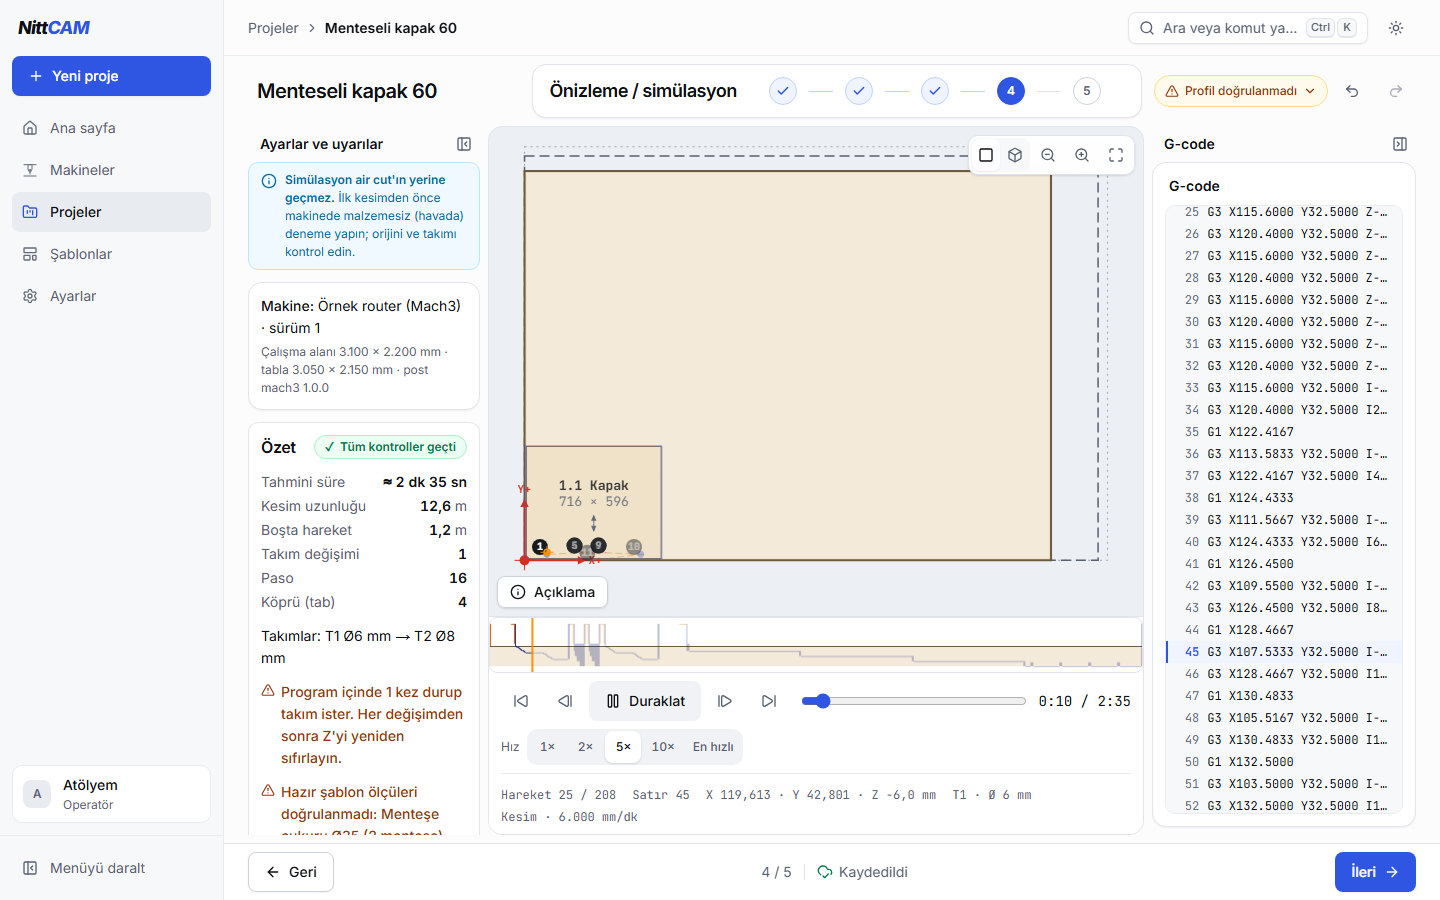 NittCAM
Yeni proje
Ana sayfa
Makineler
Projeler
Şablonlar
Ayarlar
A
Atölyem
Operatör
Menüyü daralt
Projeler
Menteseli kapak 60
Ara veya komut ya...
Ctrl
K
Menteseli kapak 60
Önizleme / simülasyon
4
5
Profil doğrulanmadı
Ayarlar ve uyarılar
Simülasyon air cut'ın yerine
geçmez. İlk kesimden önce
makinede malzemesiz (havada)
deneme yapın; orijini ve takımı
kontrol edin.
Makine: Örnek router (Mach3)
· sürüm 1
Çalışma alanı 3.100 × 2.200 mm ·
tabla 3.050 × 2.150 mm · post
mach3 1.0.0
Özet
✓ Tüm kontroller geçti
Tahmini süre ≈ 2 dk 35 sn
Kesim uzunluğu 12,6 m
Boşta hareket 1,2 m
Takım değişimi 1
Paso 16
Köprü (tab) 4
Takımlar: T1 Ø6 mm → T2 Ø8
mm
Program içinde 1 kez durup
takım ister. Her değişimden
sonra Z'yi yeniden
sıfırlayın.
Hazır şablon ölçüleri
doğrulanmadı: Menteşe
çukuru Ø35 (2 menteşe)
1.1 Kapak
716 × 596
1
5
9
Açıklama
Duraklat
0:10 / 2:35
Hız
1×
2×
5×
10×
En hızlı
Hareket 25 / 208 Satır 45 X 119,613 · Y 42,801 · Z -6,0 mm T1 · Ø 6 mm
Kesim · 6.000 mm/dk
G-code
G-code
25 G3 X115.6000 Y32.5000 Z-…
26 G3 X120.4000 Y32.5000 Z-…
27 G3 X115.6000 Y32.5000 Z-…
28 G3 X120.4000 Y32.5000 Z-…
29 G3 X115.6000 Y32.5000 Z-…
30 G3 X120.4000 Y32.5000 Z-…
31 G3 X115.6000 Y32.5000 Z-…
32 G3 X120.4000 Y32.5000 Z-…
33 G3 X115.6000 Y32.5000 I-…
34 G3 X120.4000 Y32.5000 I2…
35 G1 X122.4167
36 G3 X113.5833 Y32.5000 I-…
37 G3 X122.4167 Y32.5000 I4…
38 G1 X124.4333
39 G3 X111.5667 Y32.5000 I-…
40 G3 X124.4333 Y32.5000 I6…
41 G1 X126.4500
42 G3 X109.5500 Y32.5000 I-…
43 G3 X126.4500 Y32.5000 I8…
44 G1 X128.4667
45 G3 X107.5333 Y32.5000 I-…
46 G3 X128.4667 Y32.5000 I1…
47 G1 X130.4833
48 G3 X105.5167 Y32.5000 I-…
49 G3 X130.4833 Y32.5000 I1…
50 G1 X132.5000
51 G3 X103.5000 Y32.5000 I-…
52 G3 X132.5000 Y32.5000 I1…
Geri
4 / 5
Kaydedildi
İleri